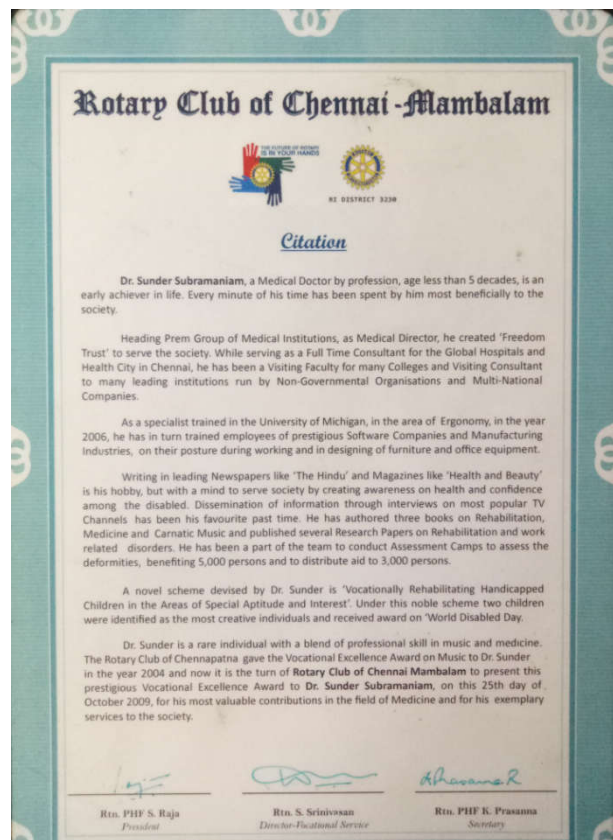 Rotary Club of Chennai-Mambalam
THE FUTURE OF ROTARY
IS IN YOUR HANDS
RI DISTRICT 3230
Citation
Dr. Sunder Subramaniam, a Medical Doctor by profession, age less than 5 decades, is an
early achiever in life. Every minute of his time has been spent by him most beneficially to the
society.
Heading Prem Group of Medical Institutions, as Medical Director, he created 'Freedom
Trust' to serve the society. While serving as a Full Time Consultant for the Global Hospitals and
Health City in Chennai, he has been a Visiting Faculty for many Colleges and Visiting Consultant
to many leading institutions run by Non-Governmental Organisations and Multi-National
Companies.
As a specialist trained in the University of Michigan, in the area of Ergonomy, in the year
2006, he has in turn trained employees of prestigious Software Companies and Manufacturing
Industries, on their posture during working and in designing of furniture and office equipment.
Writing in leading Newspapers like 'The Hindu' and Magazines like 'Health and Beauty'
is his hobby, but with a mind to serve society by creating awareness on health and confidence
among the disabled. Dissemination of information through interviews on most popular TV
Channels has been his favourite past time. He has authored three books on Rehabilitation,
Medicine and Carnatic Music and published several Research Papers on Rehabilitation and work
related disorders. He has been a part of the team to conduct Assessment Camps to assess the
deformities, benefiting 5,000 persons and to distribute aid to 3,000 persons.
A novel scheme devised by Dr. Sunder is 'Vocationally Rehabilitating Handicapped
Children in the Areas of Special Aptitude and Interest'. Under this noble scheme two children
were identified as the most creative individuals and received award on 'World Disabled Day.
Dr. Sunder is a rare individual with a blend of professional skill in music and medicine.
The Rotary Club of Chennapatna gave the Vocational Excellence Award on Music to Dr. Sunder
in the year 2004 and now it is the turn of Rotary Club of Chennai Mambalam to present this
prestigious Vocational Excellence Award to Dr. Sunder Subramaniam, on this 25th day of
October 2009, for his most valuable contributions in the field of Medicine and for his exemplary
services to the society.
Rtn. PHF S. Raja
President
Rtn. S. Srinivasan
Director-Vocational Service
Rtn. PHF K. Prasanna
Secretary